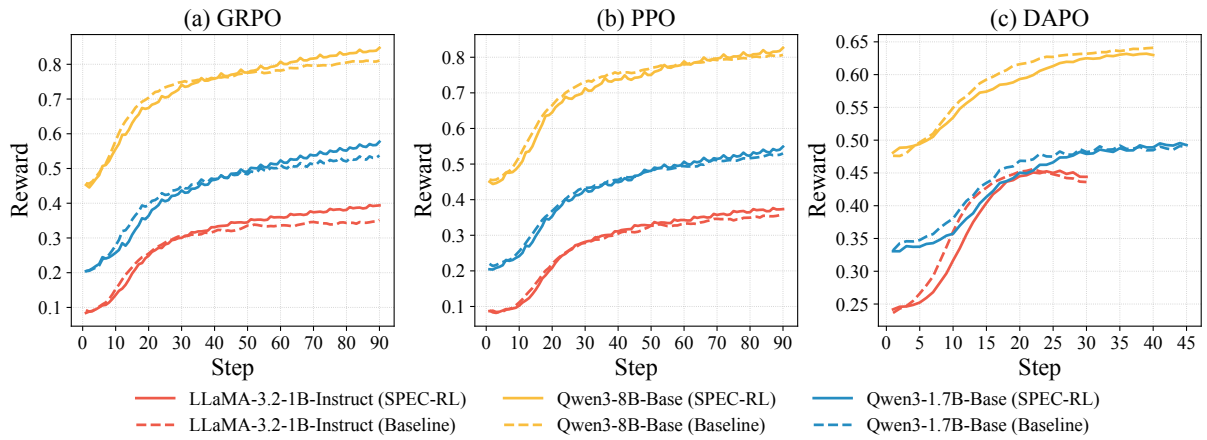 (a) GRPO
Reward
0.8
0.7
0.6
0.5
0.4
0.3
0.2
0.1
0 10 20 30 40 50 60 70 80 90
Step
(b) PPO
Reward
0.8
0.7
0.6
0.5
0.4
0.3
0.2
0.1
0 10 20 30 40 50 60 70 80 90
Step
(c) DAPO
Reward
0.65
0.60
0.55
0.50
0.45
0.40
0.35
0.30
0.25
0 5 10 15 20 25 30 35 40 45
Step
LLaMA-3.2-1B-Instruct (SPEC-RL)
LLaMA-3.2-1B-Instruct (Baseline)
Qwen3-8B-Base (SPEC-RL)
Qwen3-8B-Base (Baseline)
Qwen3-1.7B-Base (SPEC-RL)
Qwen3-1.7B-Base (Baseline)